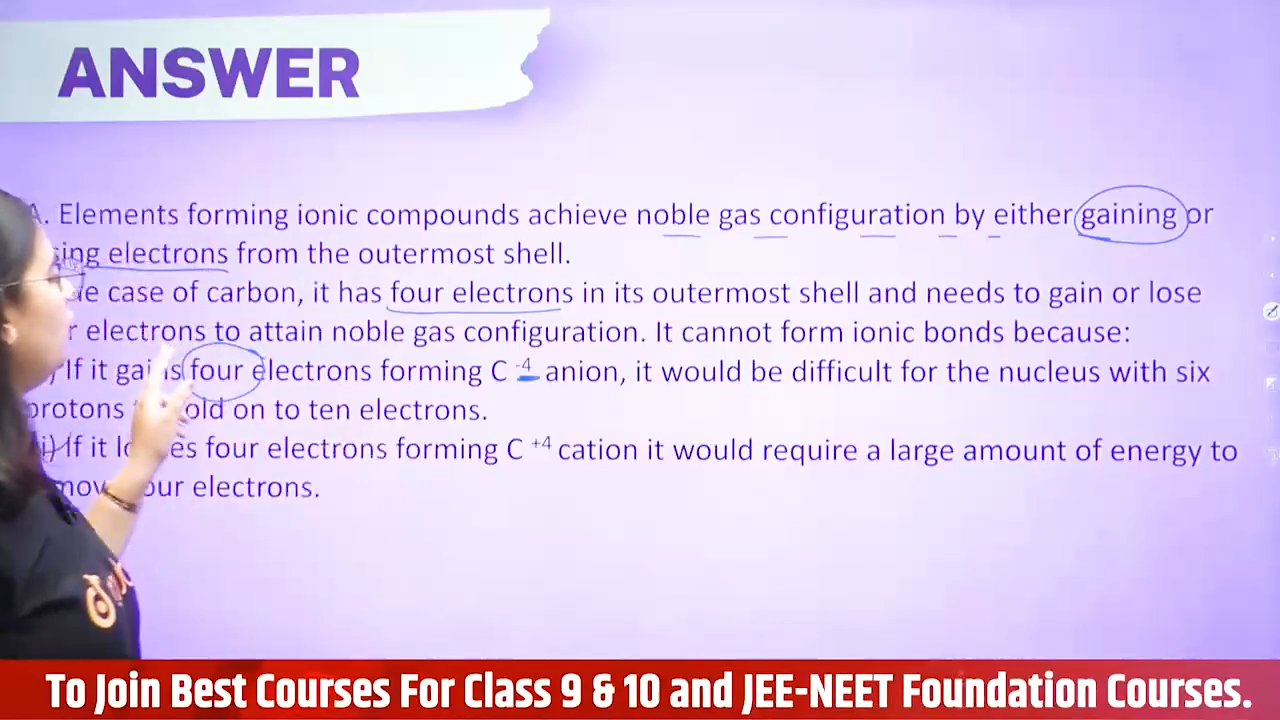 ANSWER
A. Elements forming ionic compounds achieve noble gas configuration by either gaining or
ing electrons from the outermost shell.
e case of carbon, it has four electrons in its outermost shell and needs to gain or lose
r electrons to attain noble gas configuration. It cannot form ionic bonds because:
) If it gains four electrons forming C -4 anion, it would be difficult for the nucleus with six
protons old on to ten electrons.
i) If it es four electrons forming C +4 cation it would require a large amount of energy to
our electrons.
To Join Best Courses For Class 9 & 10 and JEE-NEET Foundation Courses.